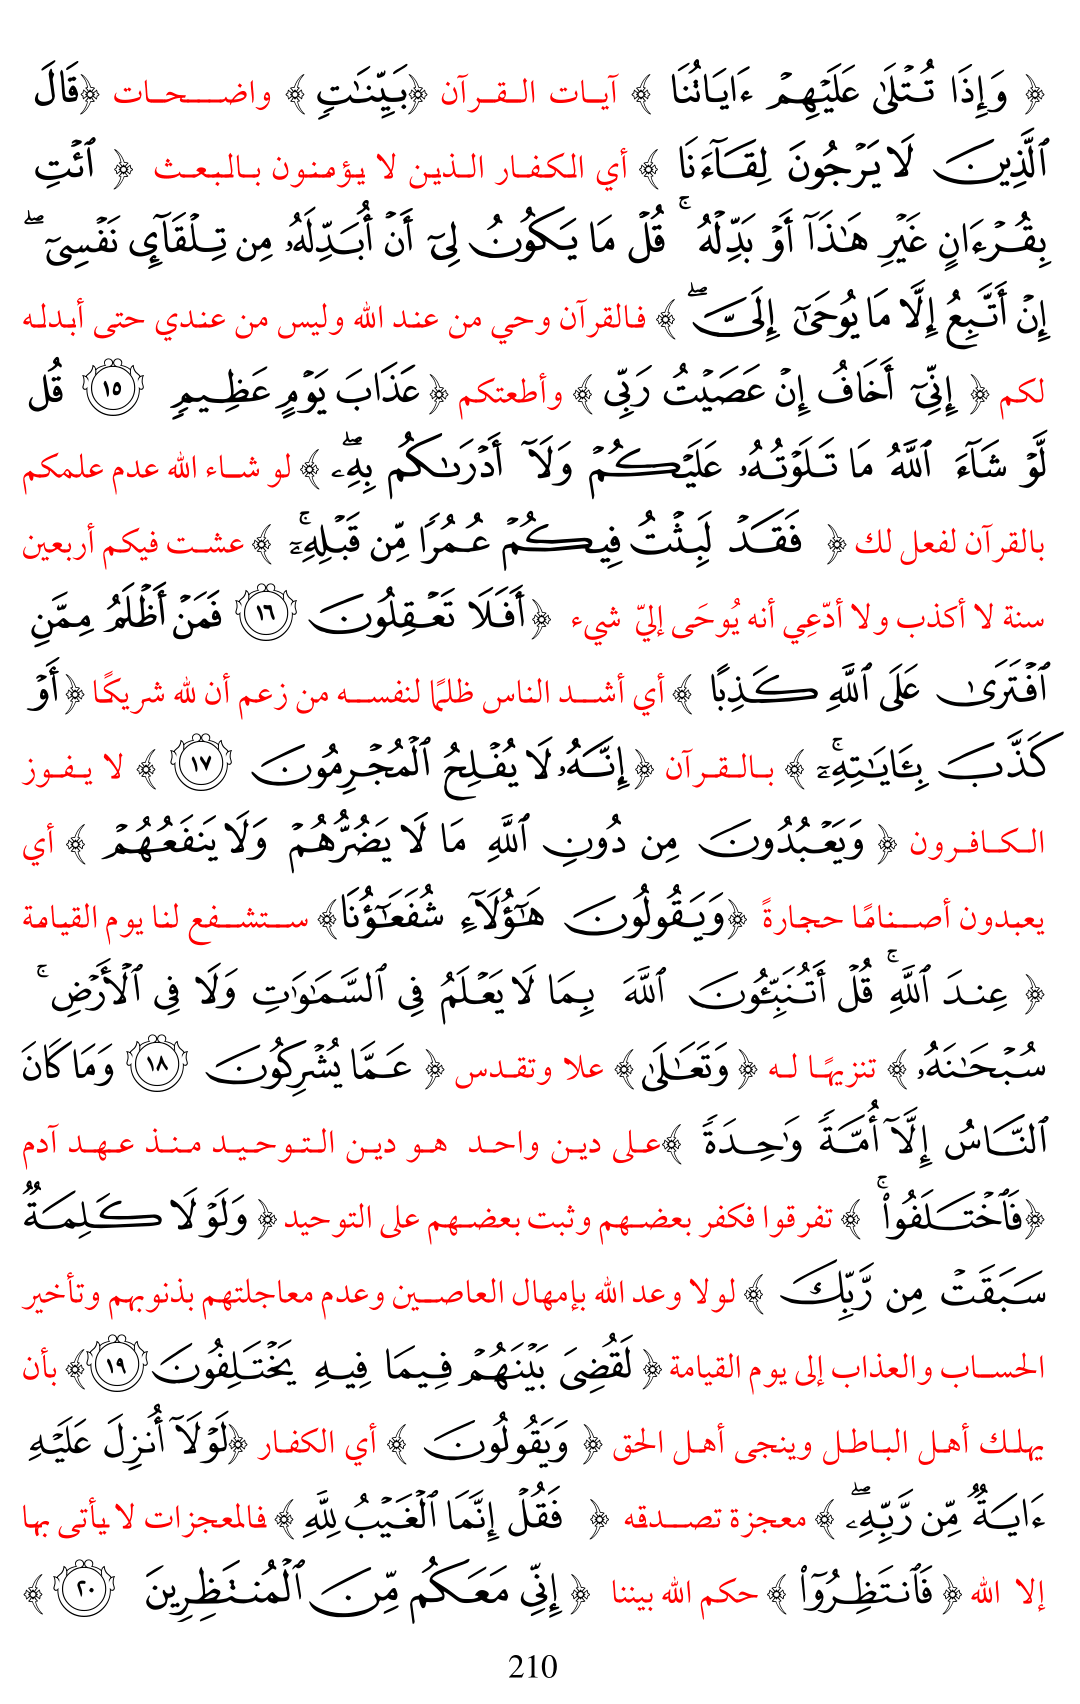 ﴿ وَإِذَا تُتْلَىٰ عَلَيْهِمْ ءَايَاتُنَا ﴾ آيات القرآن ﴿بَيِّنَٰتٖ ﴾ واضحات ﴿قَالَ
ٱلَّذِينَ لَا يَرْجُونَ لِقَآءَنَا ﴾ أي الكفار الذين لا يؤمنون بالبعث ﴿ ٱئْتِ
بِقُرْءَانٍ غَيْرِ هَٰذَآ أَوْ بَدِّلْهُ ۚ قُلْ مَا يَكُونُ لِىٓ أَنْ أُبَدِّلَهُۥ مِن تِلْقَآئِ نَفْسِىٓ ۖ
إِنْ أَتَّبِعُ إِلَّا مَا يُوحَىٰٓ إِلَىَّ ۖ ﴾ فالقرآن وحي من عند الله وليس من عندي حتى أبدله
لكم ﴿ إِنِّىٓ أَخَافُ إِنْ عَصَيْتُ رَبِّى ﴾ وأطعتكم ﴿ عَذَابَ يَوْمٍ عَظِيمٖ ١٥ قُل
لَّوْ شَآءَ ٱللَّهُ مَا تَلَوْتُهُۥ عَلَيْكُمْ وَلَآ أَدْرَىٰكُم بِهِۦ ۖ ﴾ لو شاء الله عدم علمكم
بالقرآن لفعل لك ﴿ فَقَدْ لَبِثْتُ فِيكُمْ عُمُرًا مِّن قَبْلِهِۦٓ ۚ ﴾ عشت فيكم أربعين
سنة لا أكذب ولا أدّعِي أنه يُوحَى إليّ شيء ﴿أَفَلَا تَعْقِلُونَ ١٦ فَمَنْ أَظْلَمُ مِمَّنِ
ٱفْتَرَىٰ عَلَى ٱللَّهِ كَذِبًا ﴾ أي أشد الناس ظلمًا لنفسه من زعم أن لله شريكًا ﴿أَوْ
كَذَّبَ بِـَٔايَٰتِهِۦٓ ۚ ﴾ بالقرآن ﴿إِنَّهُۥ لَا يُفْلِحُ ٱلْمُجْرِمُونَ ١٧ ﴾ لا يفوز
الكافرون ﴿ وَيَعْبُدُونَ مِن دُونِ ٱللَّهِ مَا لَا يَضُرُّهُمْ وَلَا يَنفَعُهُمْ ﴾ أي
يعبدون أصنامًا حجارةً ﴿وَيَقُولُونَ هَٰٓؤُلَآءِ شُفَعَٰٓؤُنَا﴾ ستشفع لنا يوم القيامة
﴿ عِندَ ٱللَّهِ ۚ قُلْ أَتُنَبِّـُٔونَ ٱللَّهَ بِمَا لَا يَعْلَمُ فِى ٱلسَّمَٰوَٰتِ وَلَا فِى ٱلْأَرْضِ ۚ
سُبْحَٰنَهُۥ ﴾ تنزيهًا له ﴿ وَتَعَٰلَىٰ ﴾ علا وتقدس ﴿ عَمَّا يُشْرِكُونَ ١٨ وَمَا كَانَ
ٱلنَّاسُ إِلَّآ أُمَّةً وَٰحِدَةً ﴾على دين واحد هو دين التوحيد منذ عهد آدم
﴿فَٱخْتَلَفُوا۟ ۚ ﴾ تفرقوا فكفر بعضهم وثبت بعضهم على التوحيد ﴿ وَلَوْلَا كَلِمَةٌ
سَبَقَتْ مِن رَّبِّكَ ﴾ لولا وعد الله بإمهال العاصين وعدم معاجلتهم بذنوبهم وتأخير
الحساب والعذاب إلى يوم القيامة ﴿ لَقُضِىَ بَيْنَهُمْ فِيمَا فِيهِ يَخْتَلِفُونَ ١٩﴾ بأن
يهلك أهل الباطل وينجى أهل الحق ﴿ وَيَقُولُونَ ﴾ أي الكفار ﴿لَوْلَآ أُنزِلَ عَلَيْهِ
ءَايَةٌ مِّن رَّبِّهِۦ ۖ ﴾ معجزة تصدقه ﴿ فَقُلْ إِنَّمَا ٱلْغَيْبُ لِلَّهِ ﴾ فالمعجزات لا يأتى بها
إلا الله ﴿ فَٱنتَظِرُوٓا۟ ﴾ حكم الله بيننا ﴿ إِنِّى مَعَكُم مِّنَ ٱلْمُنتَظِرِينَ ٢٠ ﴾
210